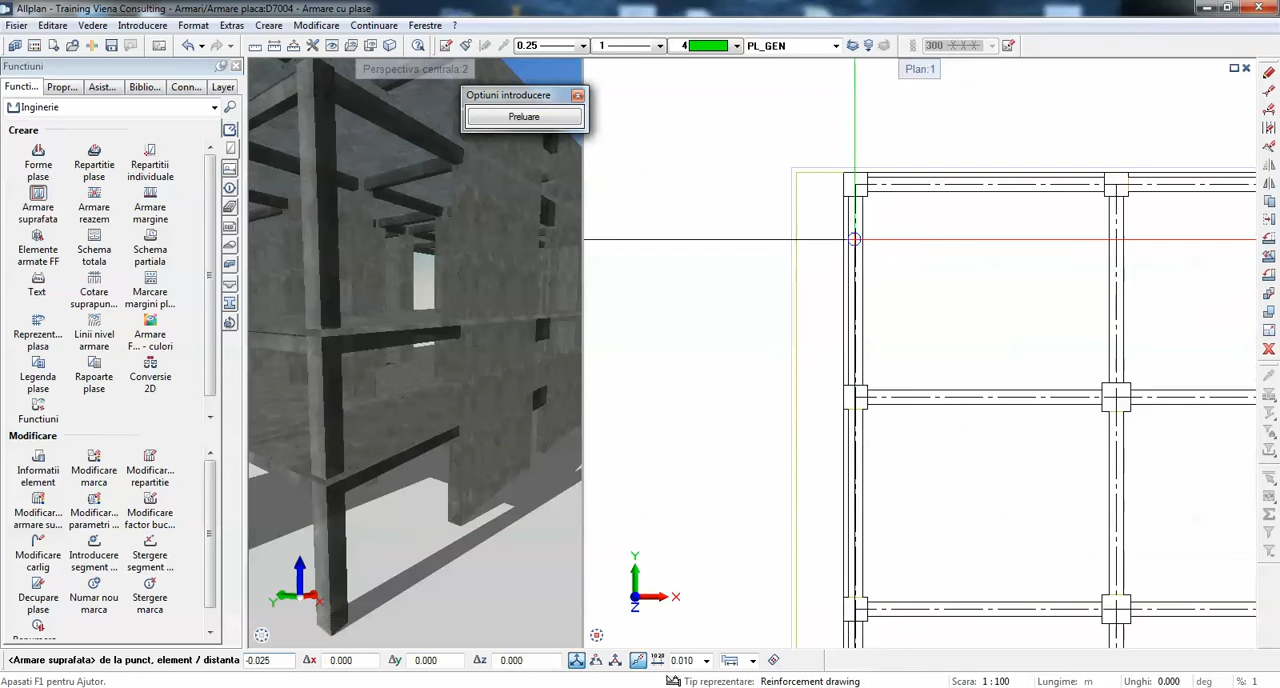 Allplan - Training Viena Consulting - Armari/Armare placa:D7004 - Armare cu plase
Fisier Editare Vedere Introducere Format Extras Creare Modificare Continuare Ferestre ?
0.25 1 4 PL_GEN 300
Functiuni
Perspectiva centrala:2
Plan:1
Functi... Propr... Asist... Biblio... Conn... Layer
Optiuni introducere
Preluare
Inginerie
Creare
Forme plase
Repartitie plase
Repartitii individuale
Armare suprafata
Armare reazem
Armare margine
Elemente armate FF
Schema totala
Schema partiala
Text
Cotare suprapun...
Marcare margini pl...
Reprezent... plasa
Linii nivel armare
Armare F... - culori
Legenda plase
Rapoarte plase
Conversie 2D
Functiuni
Modificare
Informatii element
Modificare marca
Modificar... repartitie
Modificar... armare su...
Modificar... parametri ...
Modificare factor buc...
Modificare carlig
Introducere segment ...
Stergere segment ...
Decupare plase
Numar nou marca
Stergere marca
Y
X
Y
X
Z
<Armare suprafata> de la punct, element / distanta -0.025 Δx 0.000 Δy 0.000 Δz 0.000 0.010
Apasati F1 pentru Ajutor. Tip reprezentare: Reinforcement drawing Scara: 1 : 100 Lungime: m Unghi: 0.000 deg %: 1